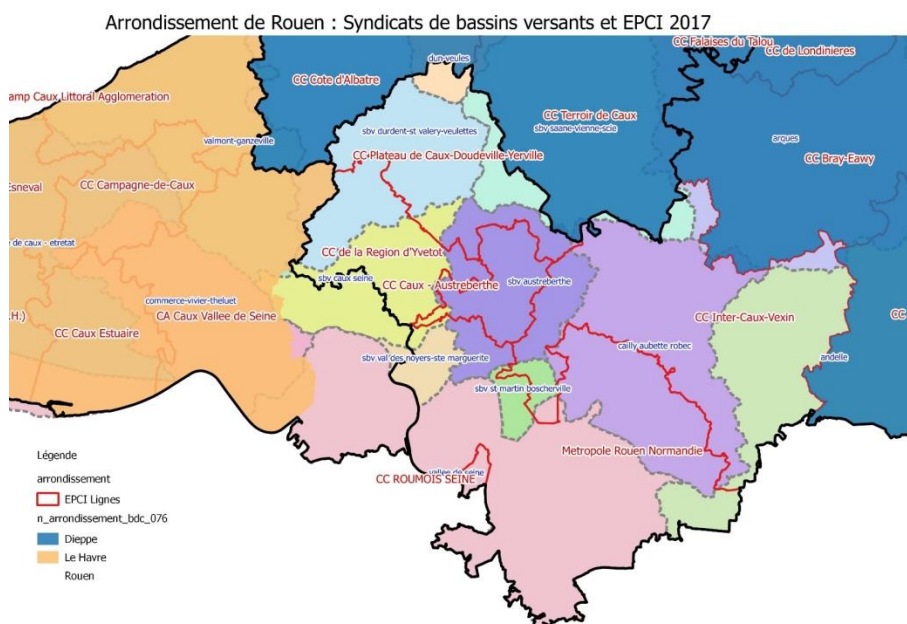 Arrondissement de Rouen : Syndicats de bassins versants et EPCI 2017
CC Falaises du Talou
CC de Londinieres
dun-veules
CC Cote d'Albatre
amp Caux Littoral Agglomeration
CC Terroir de Caux
sbv saane-vienne-scie
sbv durdent-st valery-veulettes
valmont-ganzeville
arques
CC Plateau de Caux-Doudeville-Yerville
CC Bray-Eawy
Esneval
CC Campagne-de-Caux
e de caux - etretat
CC de la Region d'Yvetot
sbv caux seine
sbv austreberthe
CC Caux - Austreberthe
commerce-vivier-theluet
.H.)
CA Caux Vallee de Seine
CC Inter-Caux-Vexin
CC
CC Caux Estuaire
cailly aubette robec
sbv val des noyers-ste marguerite
andelle
sbv st martin boscherville
Metropole Rouen Normandie
vallee de seine
CC ROUMOIS SEINE
Légende
arrondissement
EPCI Lignes
n_arrondissement_bdc_076
Dieppe
Le Havre
Rouen